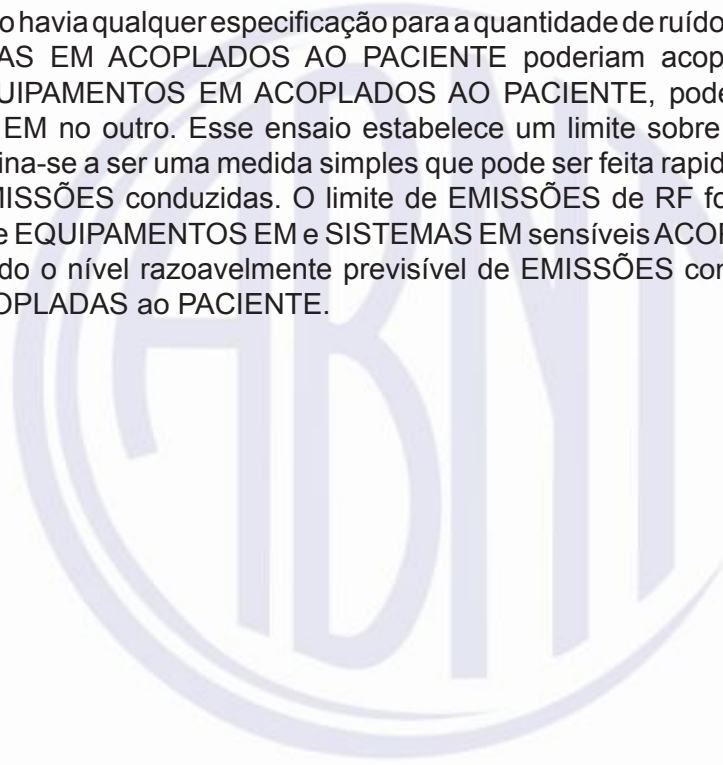 o havia qualquer especificação para a quantidade de ruído
AS EM ACOPLADOS AO PACIENTE poderiam acop
UIPAMENTOS EM ACOPLADOS AO PACIENTE, pode
EM no outro. Esse ensaio estabelece um limite sobre
ina-se a ser uma medida simples que pode ser feita rapid
MISSÕES conduzidas. O limite de EMISSÕES de RF fo
e EQUIPAMENTOS EM e SISTEMAS EM sensíveis ACO
do o nível razoavelmente previsível de EMISSÕES con
OPLADAS ao PACIENTE.
ABNT